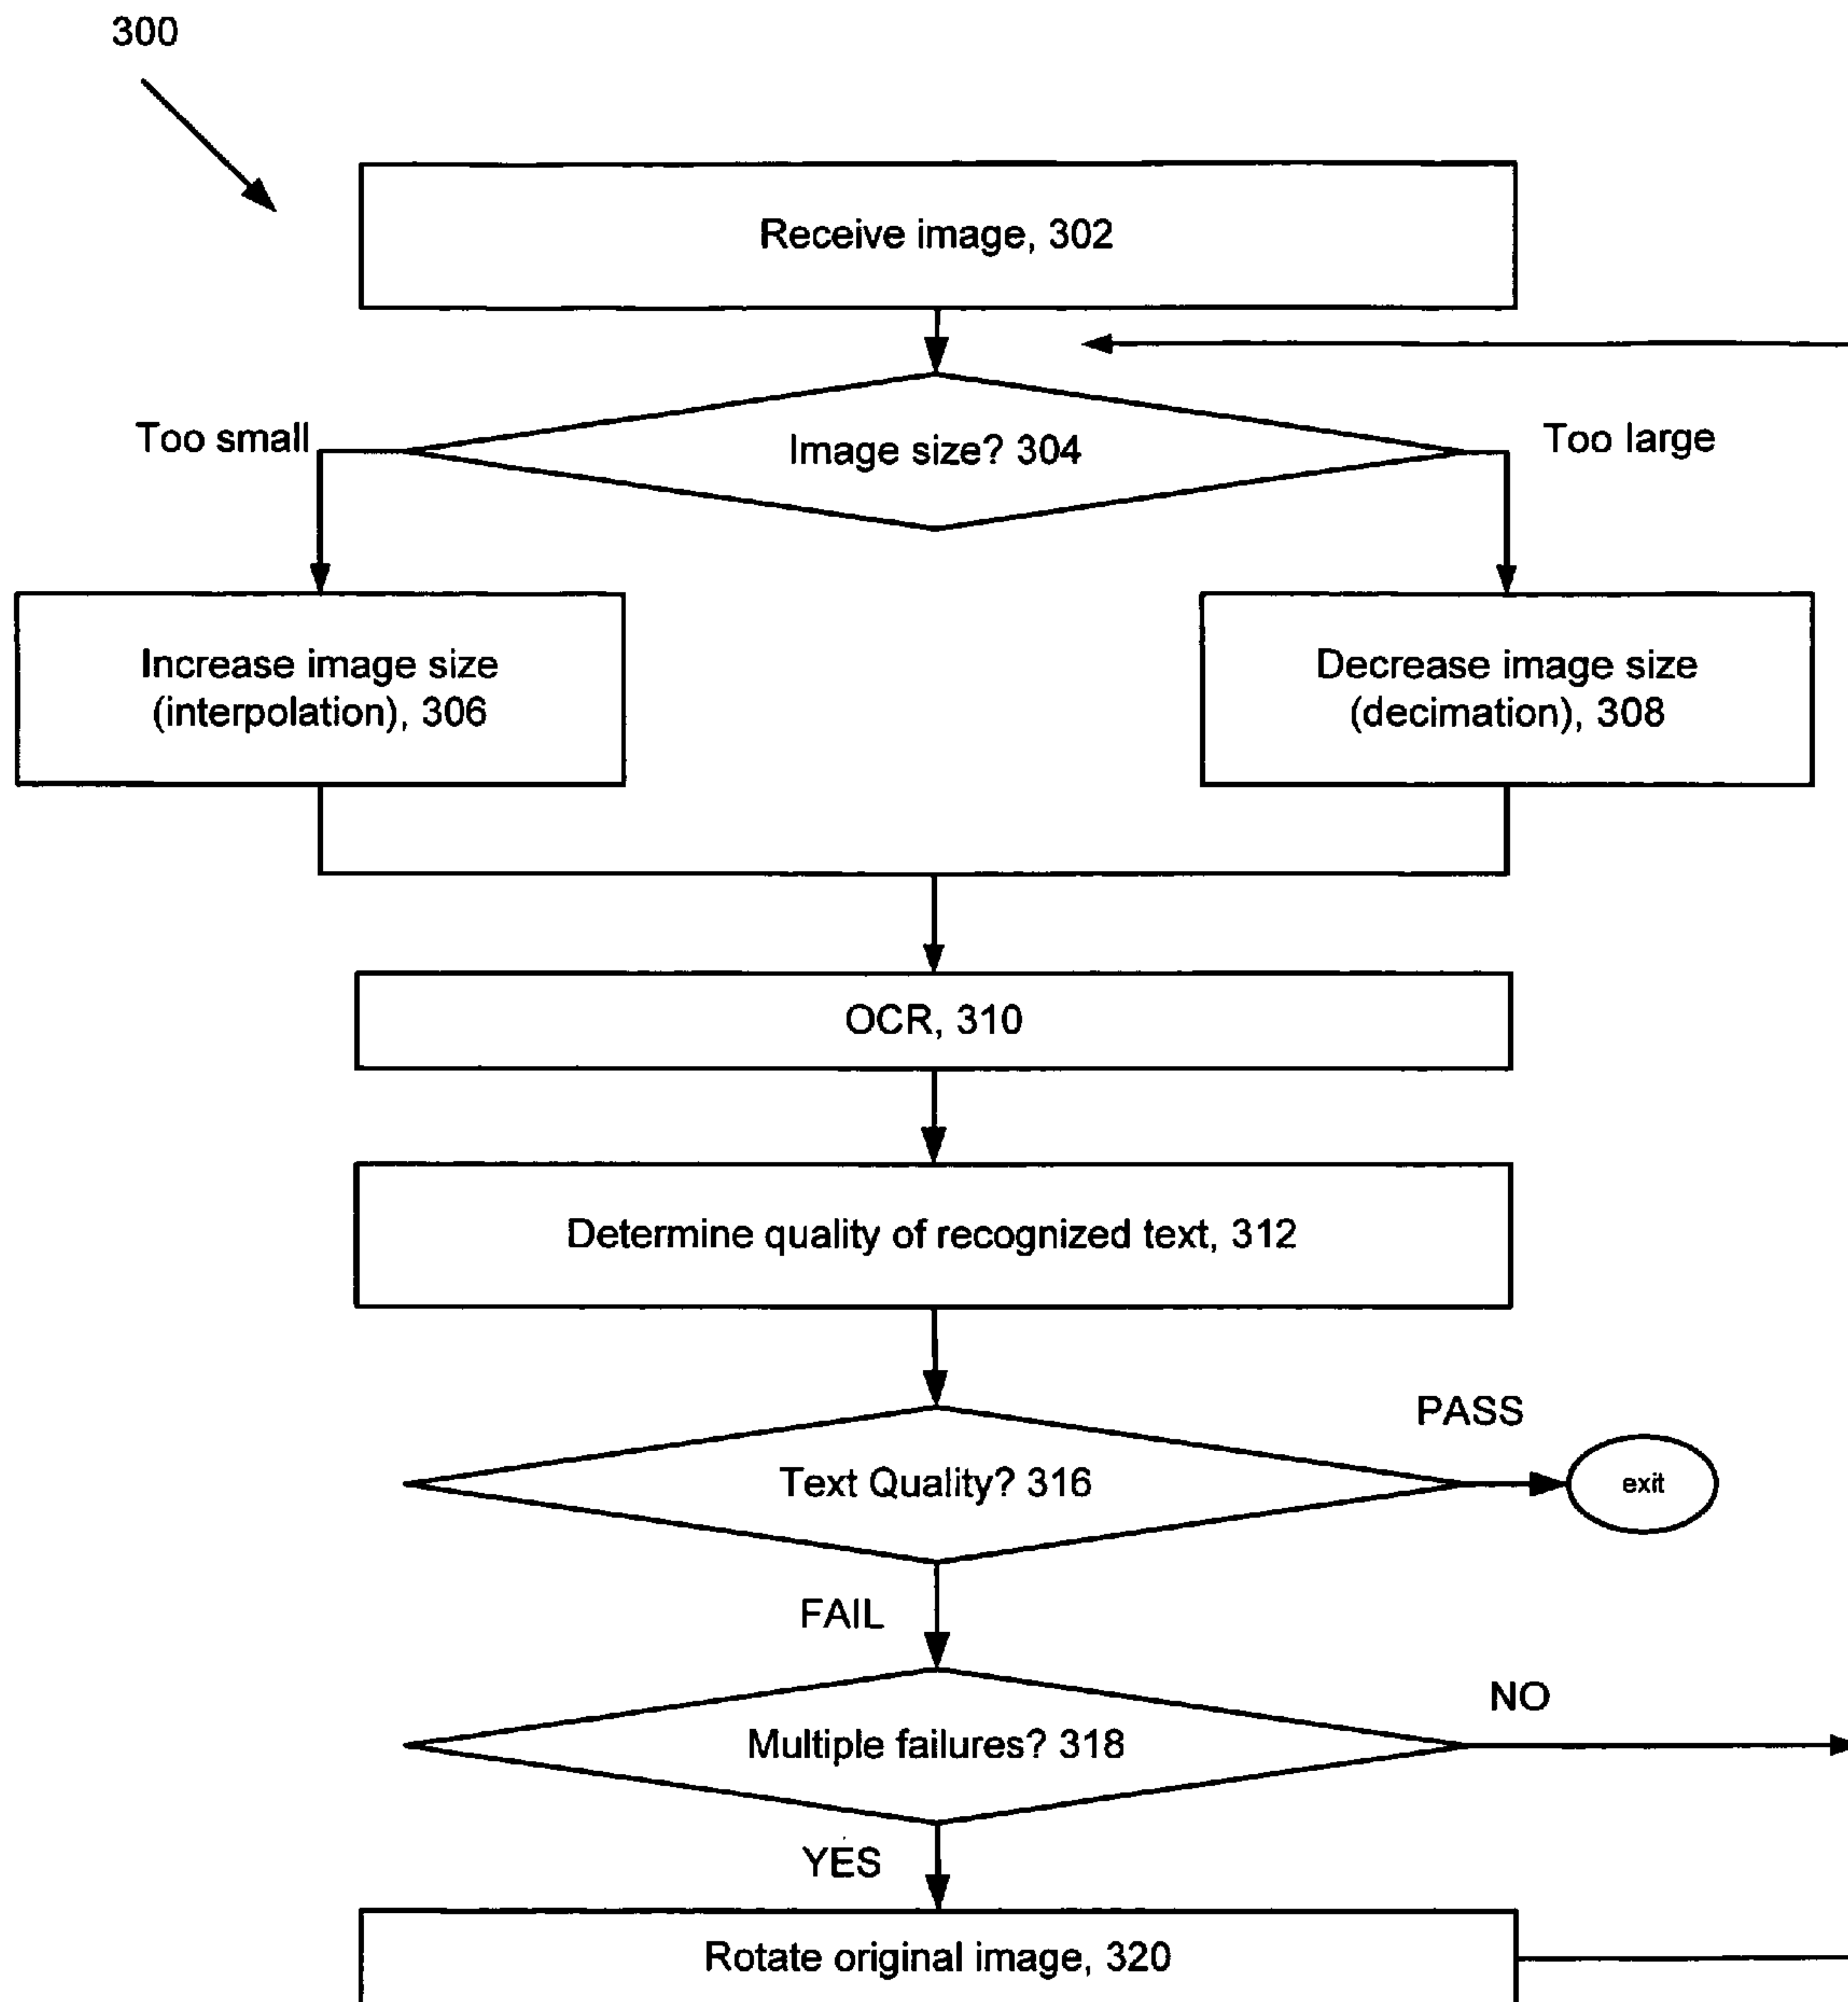 300
Receive image, 302
Too small
Image size? 304
Too large
Increase image size
(interpolation), 306
Decrease image size
(decimation), 308
OCR, 310
Determine quality of recognized text, 312
PASS
Text Quality? 316
exit
FAIL
NO
Multiple failures? 318
YES
Rotate original image, 320